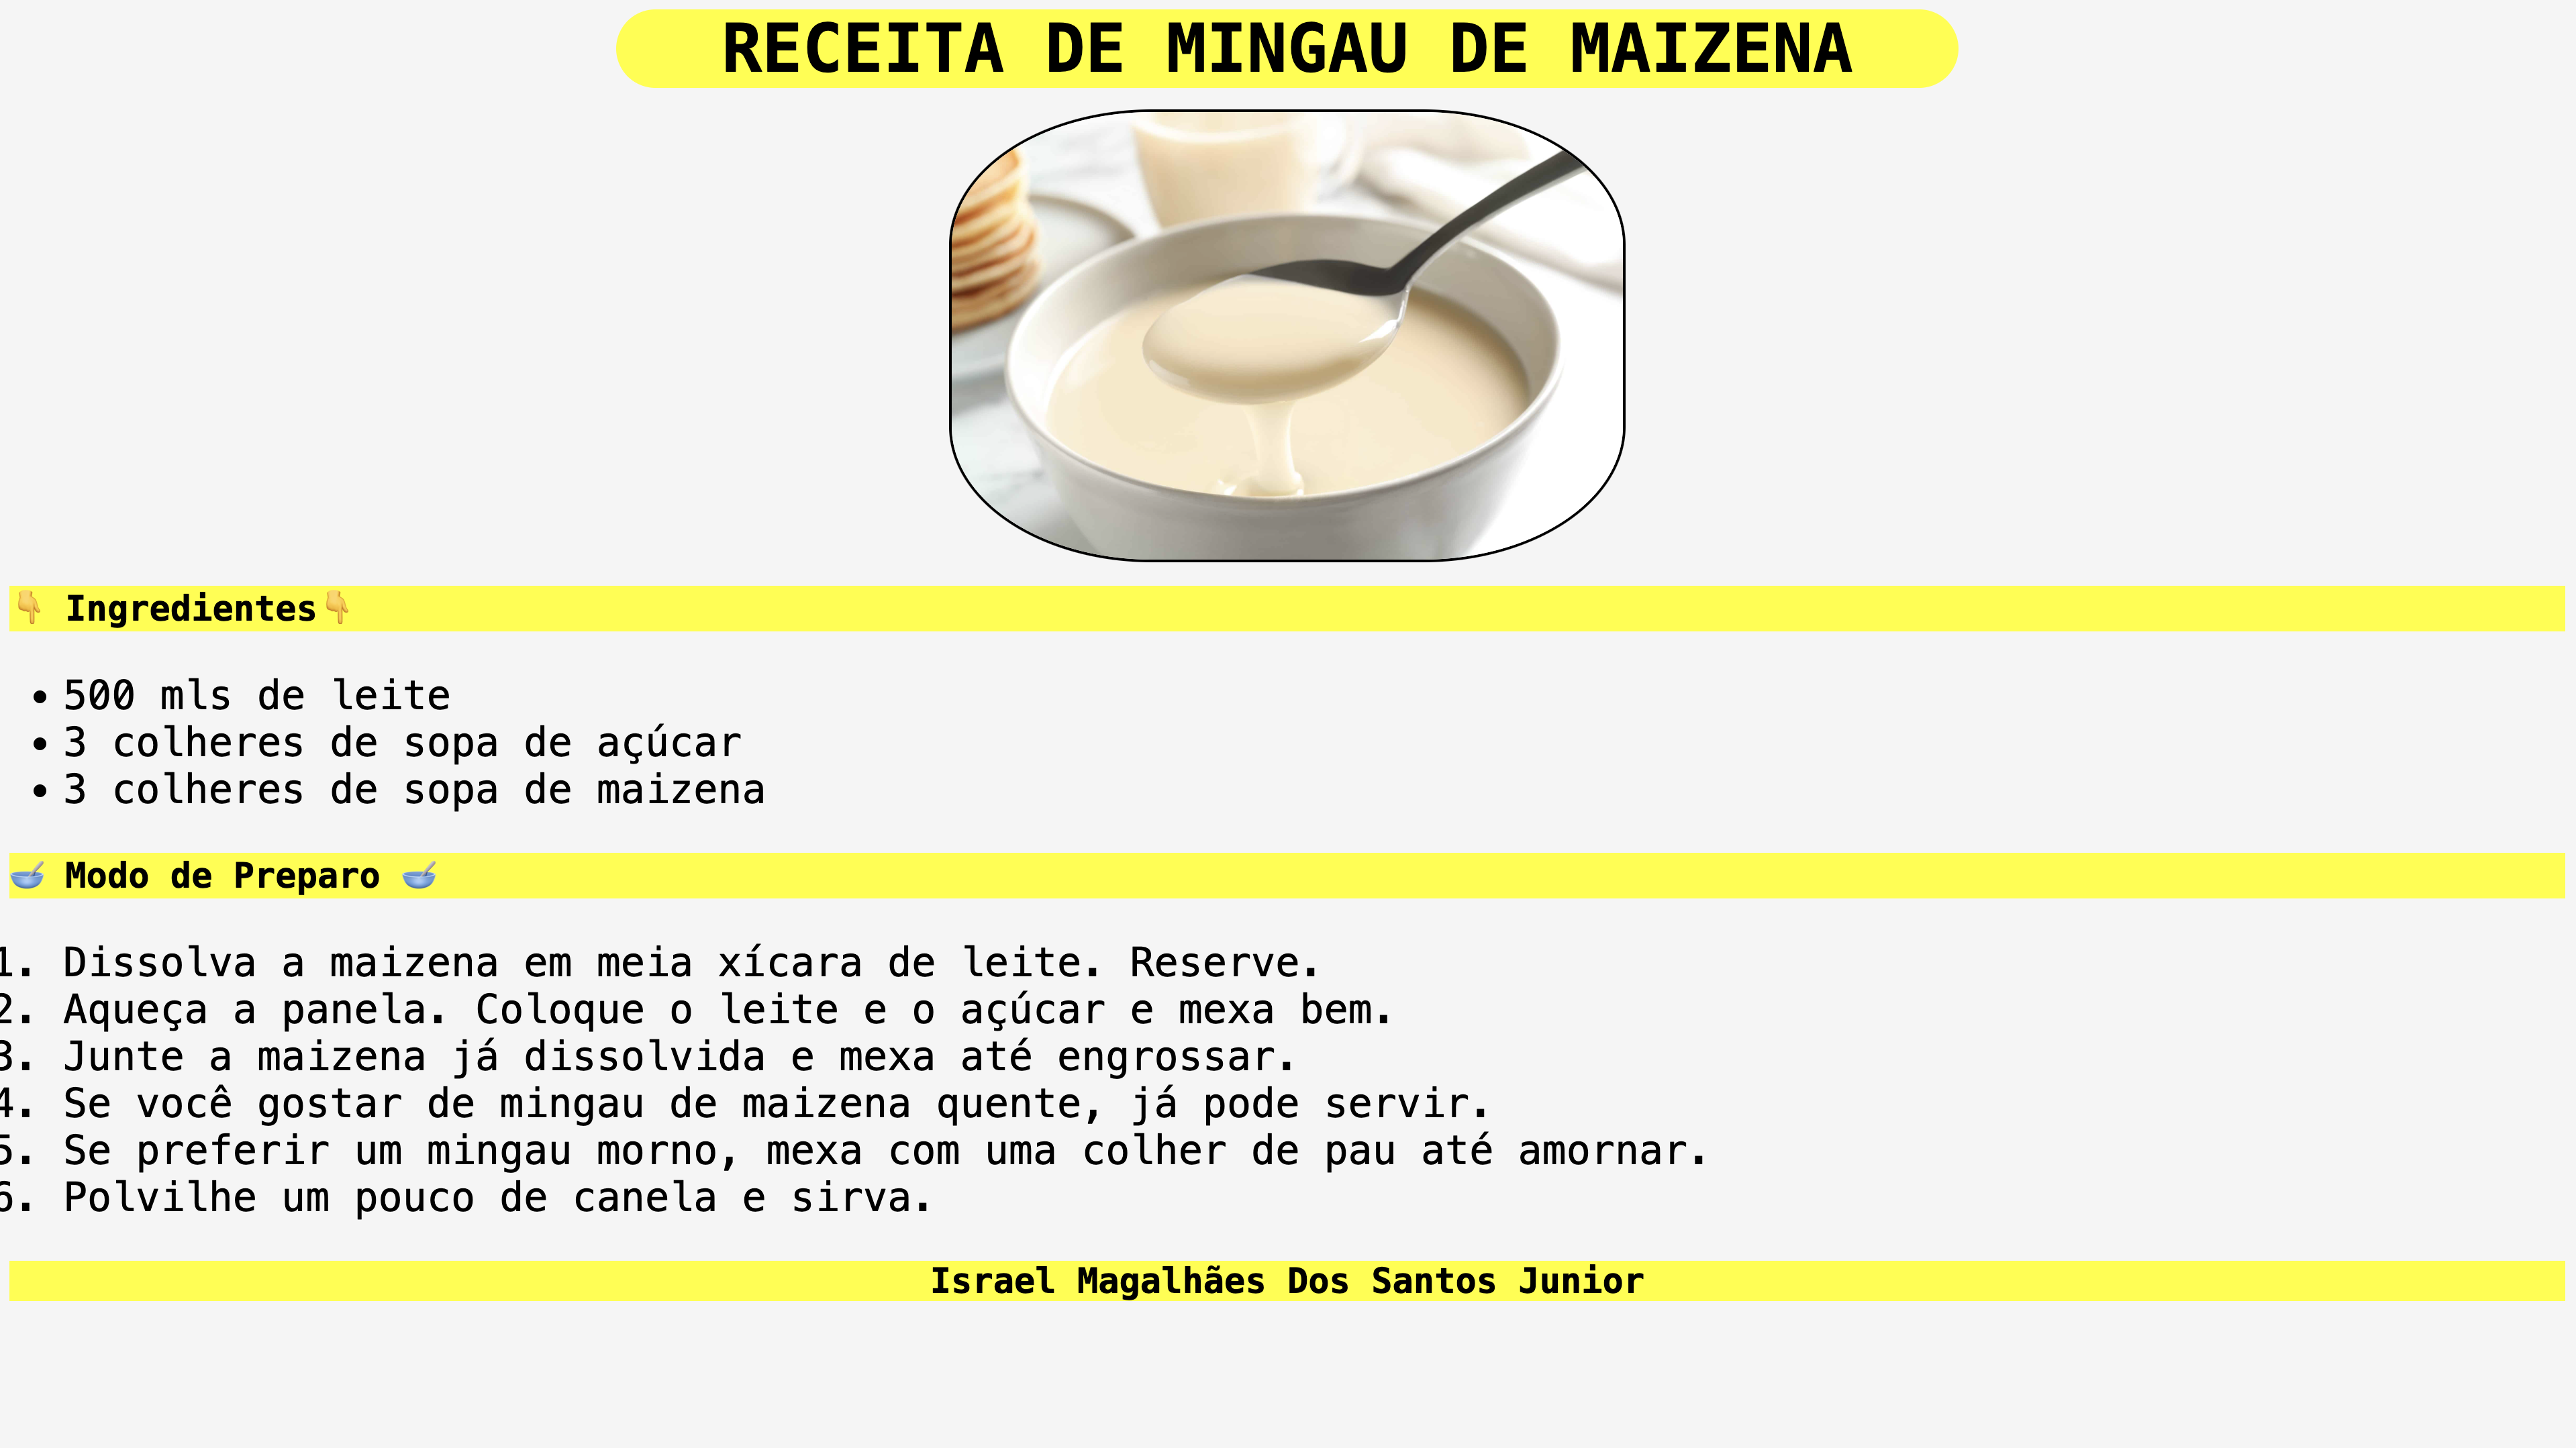 RECEITA DE MINGAU DE MAIZENA
👇 Ingredientes👇
• 500 mls de leite
• 3 colheres de sopa de açúcar
• 3 colheres de sopa de maizena
🥣 Modo de Preparo 🥣
1. Dissolva a maizena em meia xícara de leite. Reserve.
2. Aqueça a panela. Coloque o leite e o açúcar e mexa bem.
3. Junte a maizena já dissolvida e mexa até engrossar.
4. Se você gostar de mingau de maizena quente, já pode servir.
5. Se preferir um mingau morno, mexa com uma colher de pau até amornar.
6. Polvilhe um pouco de canela e sirva.
Israel Magalhães Dos Santos Junior